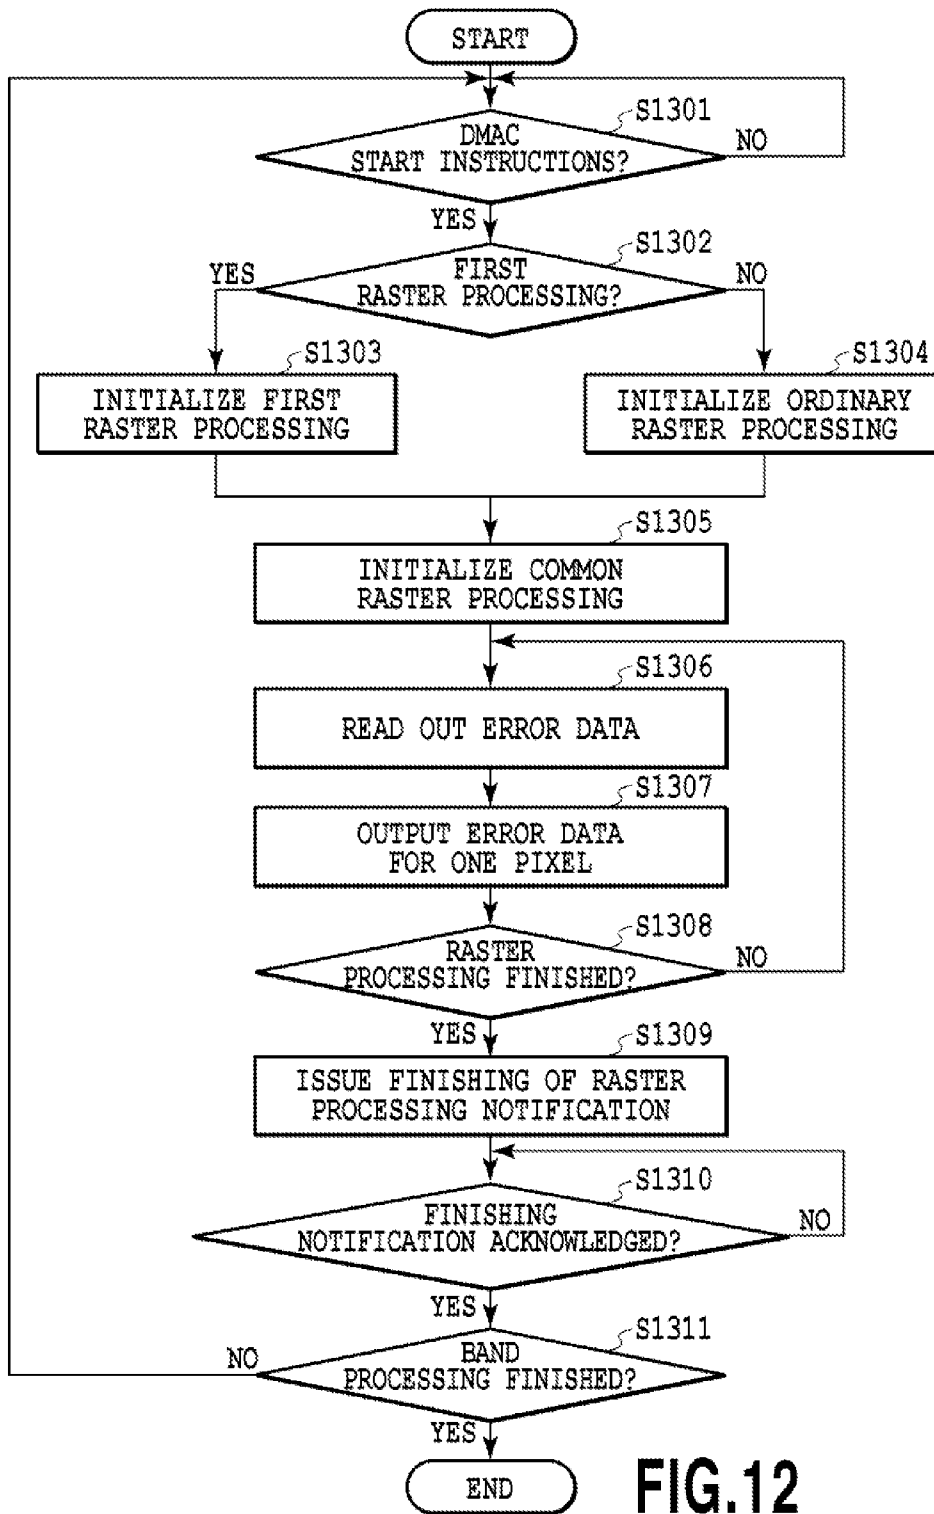 START
S1301
DMAC
START INSTRUCTIONS?
NO
YES
S1302
YES
FIRST
RASTER PROCESSING?
NO
S1303
S1304
INITIALIZE FIRST
RASTER PROCESSING
INITIALIZE ORDINARY
RASTER PROCESSING
S1305
INITIALIZE COMMON
RASTER PROCESSING
S1306
READ OUT ERROR DATA
S1307
OUTPUT ERROR DATA
FOR ONE PIXEL
S1308
RASTER
PROCESSING FINISHED?
NO
YES
S1309
ISSUE FINISHING OF RASTER
PROCESSING NOTIFICATION
S1310
FINISHING
NOTIFICATION ACKNOWLEDGED?
NO
YES
S1311
NO
BAND
PROCESSING FINISHED?
YES
END
FIG.12